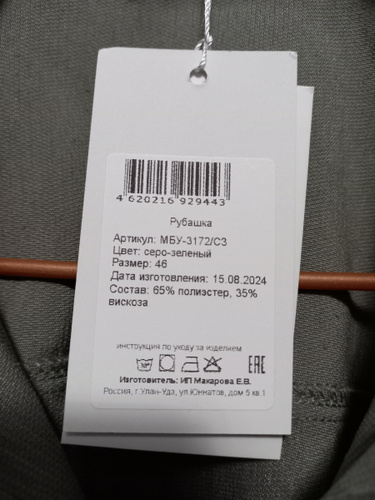 4 620216 929443
Рубашка
Артикул: МБУ-3172/С3
Цвет: серо-зеленый
Размер: 46
Дата изготовления: 15.08.2024
Состав: 65% полиэстер, 35%
вискоза
инструкция по уходу за изделием
30°
EAC
Изготовитель: ИП Макарова Е.В.
Россия, г.Улан-Удэ, ул.Юннатов, дом 5 кв.1